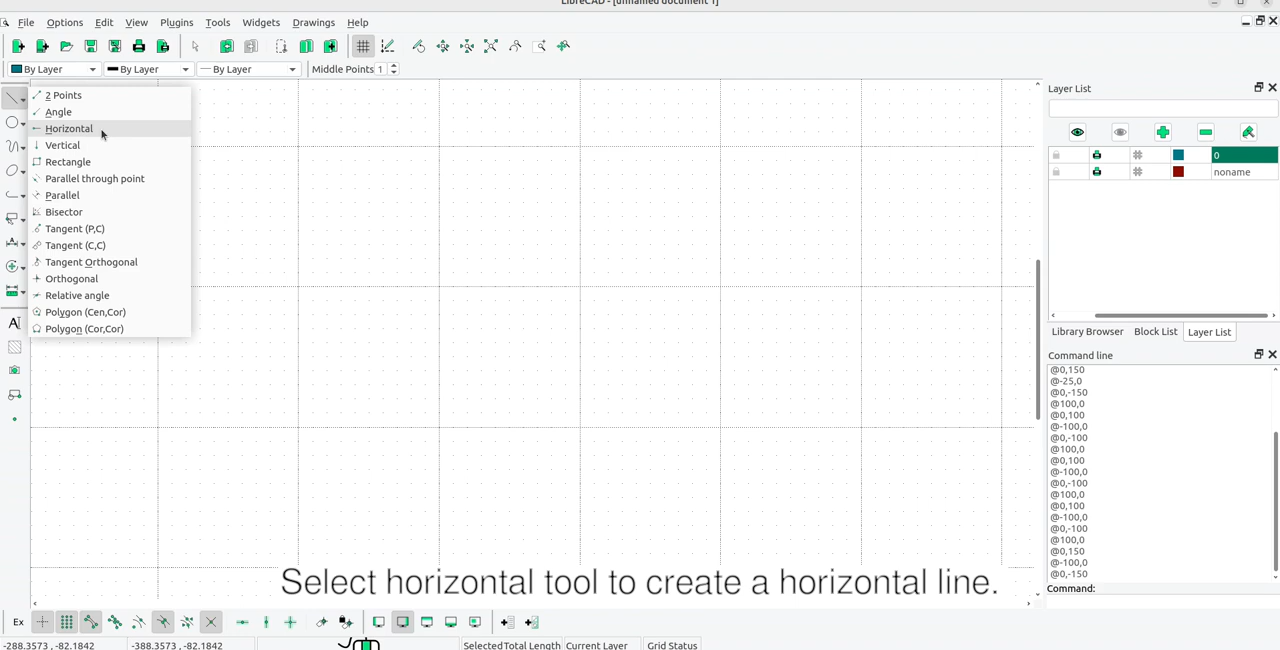 LibreCAD - [unnamed document 1]
File Options Edit View Plugins Tools Widgets Drawings Help
By Layer By Layer By Layer Middle Points 1
2 Points
Angle
Horizontal
Vertical
Rectangle
Parallel through point
Parallel
Bisector
Tangent (P,C)
Tangent (C,C)
Tangent Orthogonal
Orthogonal
Relative angle
Polygon (Cen,Cor)
Polygon (Cor,Cor)
A
Layer List
0
noname
Library Browser Block List Layer List
Command line
@0,150
@-25,0
@0,-150
@100,0
@0,100
@-100,0
@0,-100
@100,0
@0,100
@-100,0
@0,-100
@100,0
@0,100
@-100,0
@0,-100
@100,0
@0,150
@-100,0
@0,-150
Command:
Select horizontal tool to create a horizontal line.
Ex
-288.3573 , -82.1842 -388.3573 , -82.1842 Selected Total Length Current Layer Grid Status